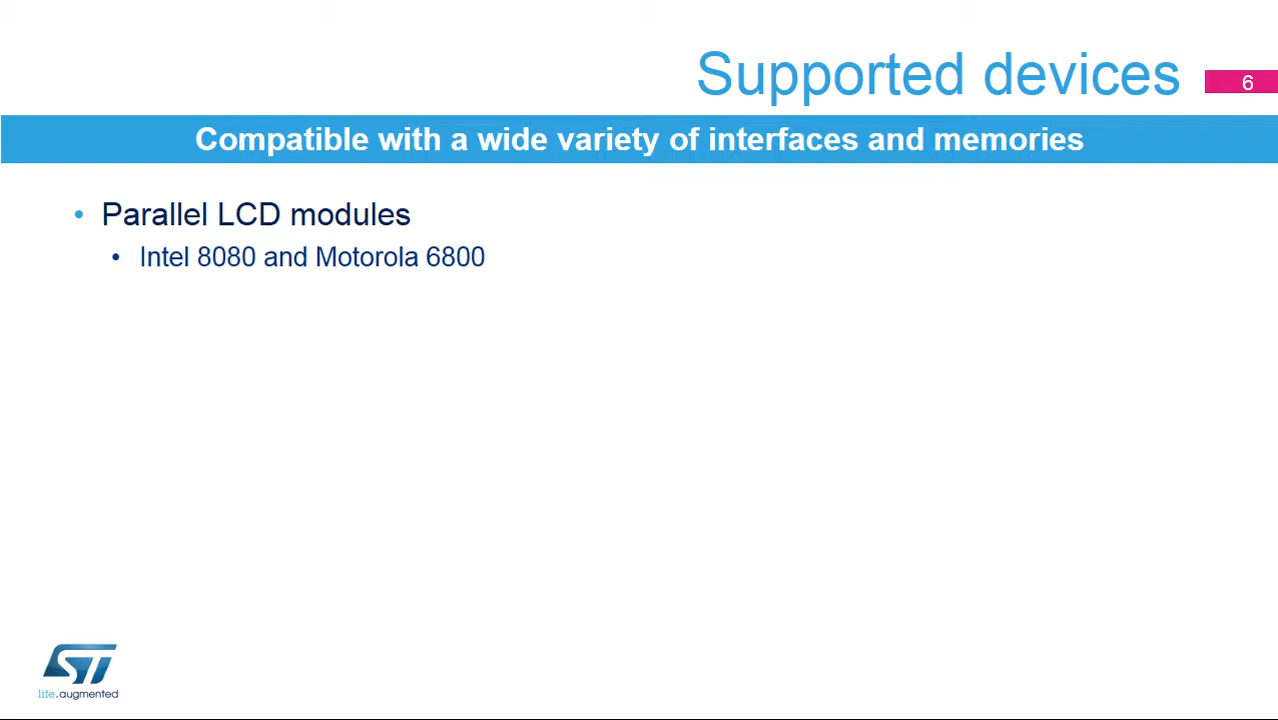 Supported devices
6
Compatible with a wide variety of interfaces and memories
• Parallel LCD modules
• Intel 8080 and Motorola 6800
ST
life.augmented